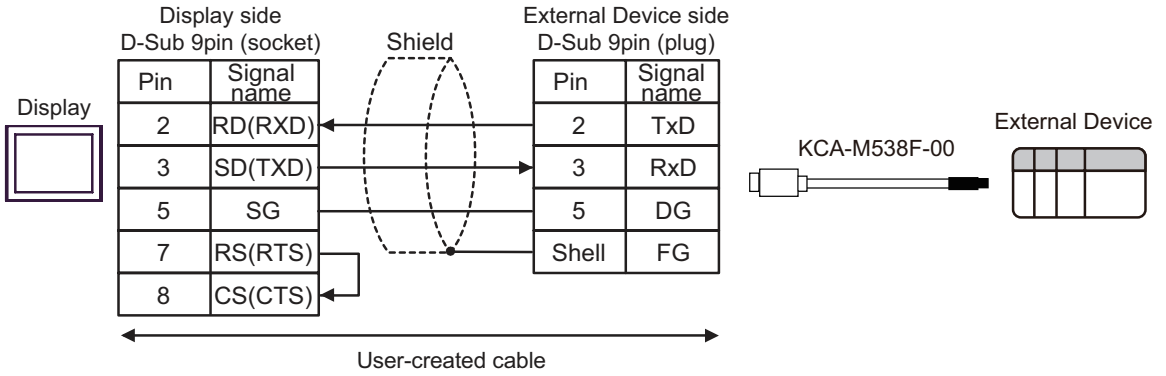 Display side
D-Sub 9pin (socket)
Shield
External Device side
D-Sub 9pin (plug)
Pin
Signal
name
Pin
Signal
name
Display
2
RD(RXD)
2
TxD
External Device
3
SD(TXD)
3
RxD
KCA-M538F-00
5
SG
5
DG
7
RS(RTS)
Shell
FG
8
CS(CTS)
User-created cable